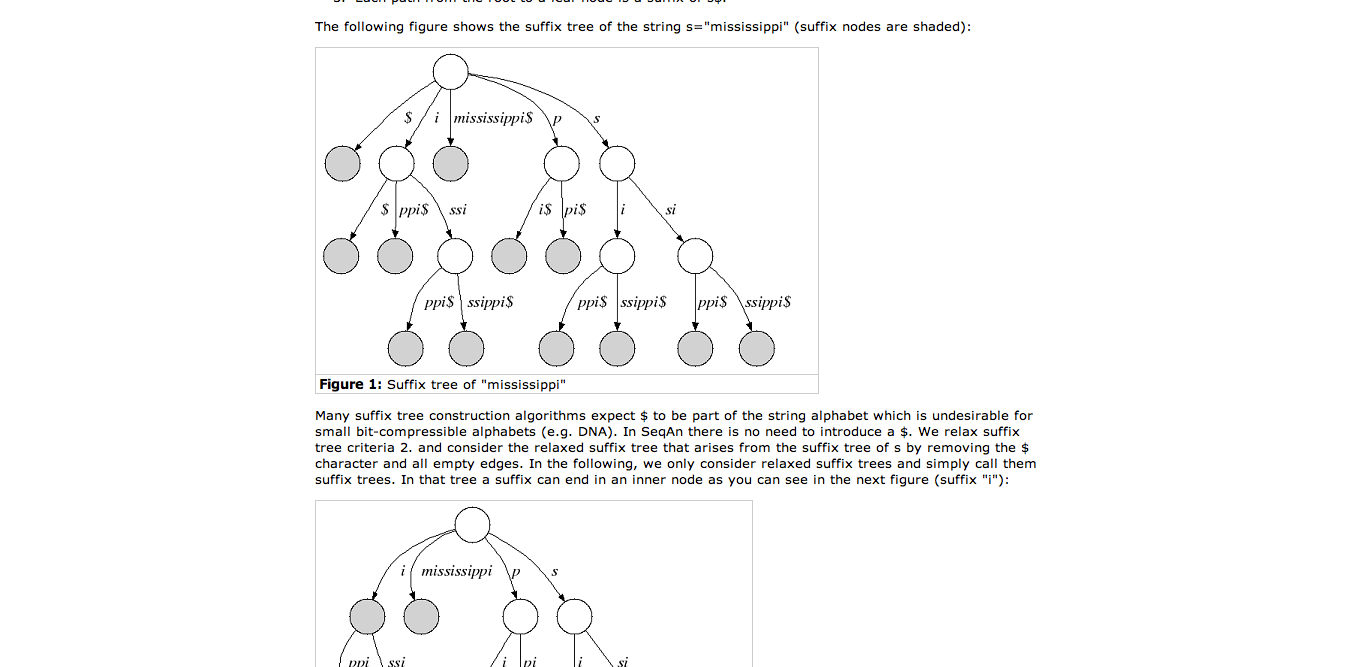 The following figure shows the suffix tree of the string s="mississippi" (suffix nodes are shaded):
$ i mississippi$ p s
$ ppi$ ssi i$ pi$ i si
ppi$ ssippi$ ppi$ ssippi$ ppi$ ssippi$
Figure 1: Suffix tree of "mississippi"
Many suffix tree construction algorithms expect $ to be part of the string alphabet which is undesirable for
small bit-compressible alphabets (e.g. DNA). In SeqAn there is no need to introduce a $. We relax suffix
tree criteria 2. and consider the relaxed suffix tree that arises from the suffix tree of s by removing the $
character and all empty edges. In the following, we only consider relaxed suffix trees and simply call them
suffix trees. In that tree a suffix can end in an inner node as you can see in the next figure (suffix "i"):
i mississippi p s
ppi ssi i pi i si